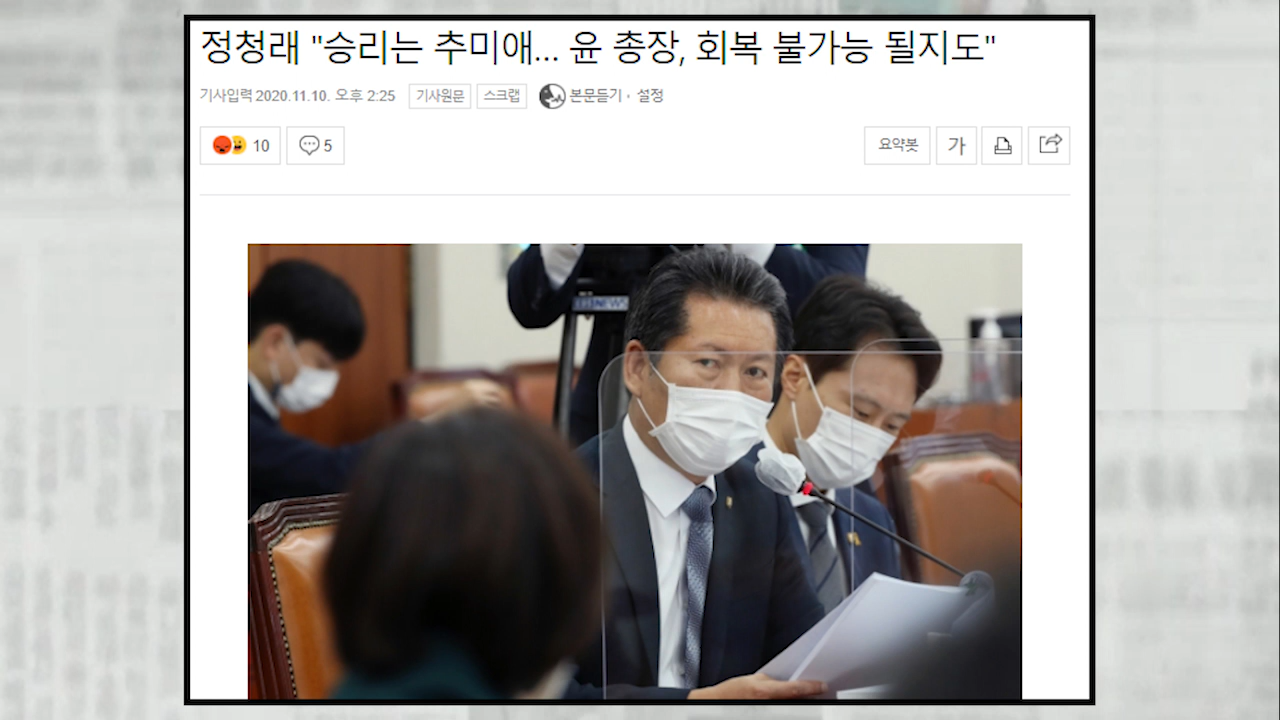 정청래 "승리는 추미애... 윤 총장, 회복 불가능 될지도"
기사입력 2020.11.10. 오후 2:25 기사원문 스크랩 본문듣기 · 설정
10 5 요약봇 가
NEWS